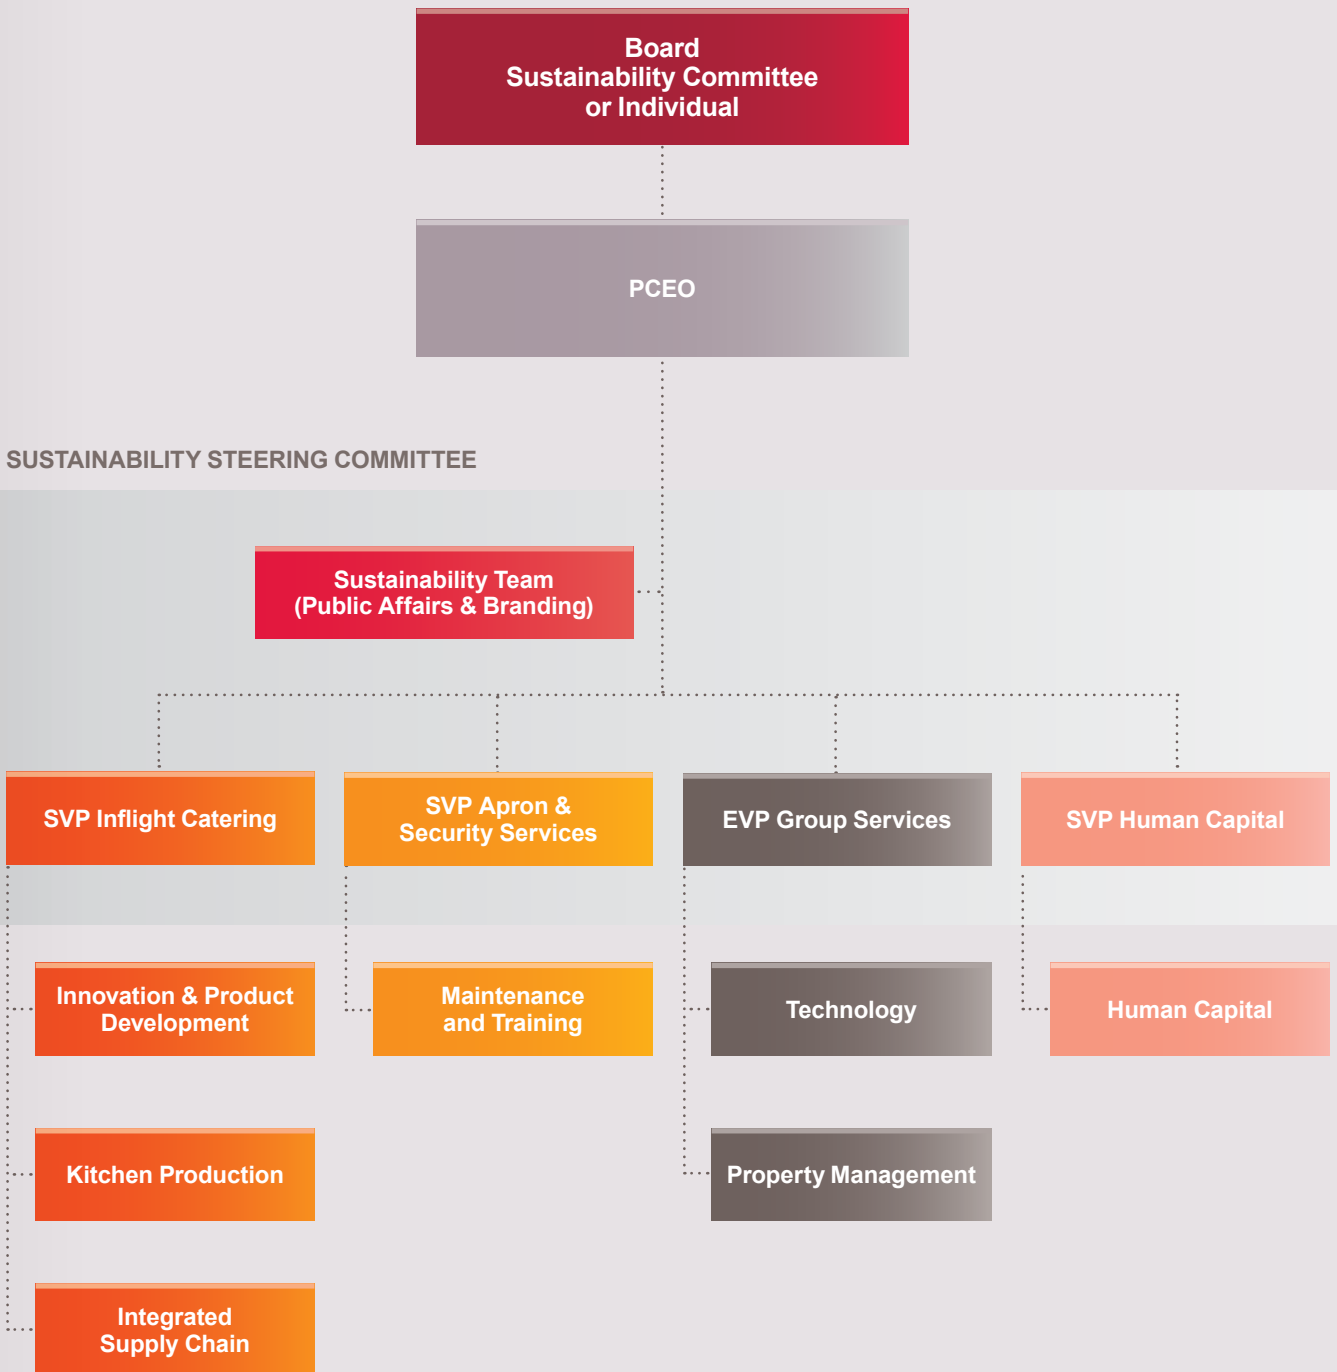 Board
Sustainability Committee
or Individual
PCEO
SUSTAINABILITY STEERING COMMITTEE
Sustainability Team
(Public Affairs & Branding)
SVP Inflight Catering
SVP Apron &
Security Services
EVP Group Services
SVP Human Capital
Innovation & Product
Development
Maintenance
and Training
Technology
Human Capital
Kitchen Production
Property Management
Integrated
Supply Chain